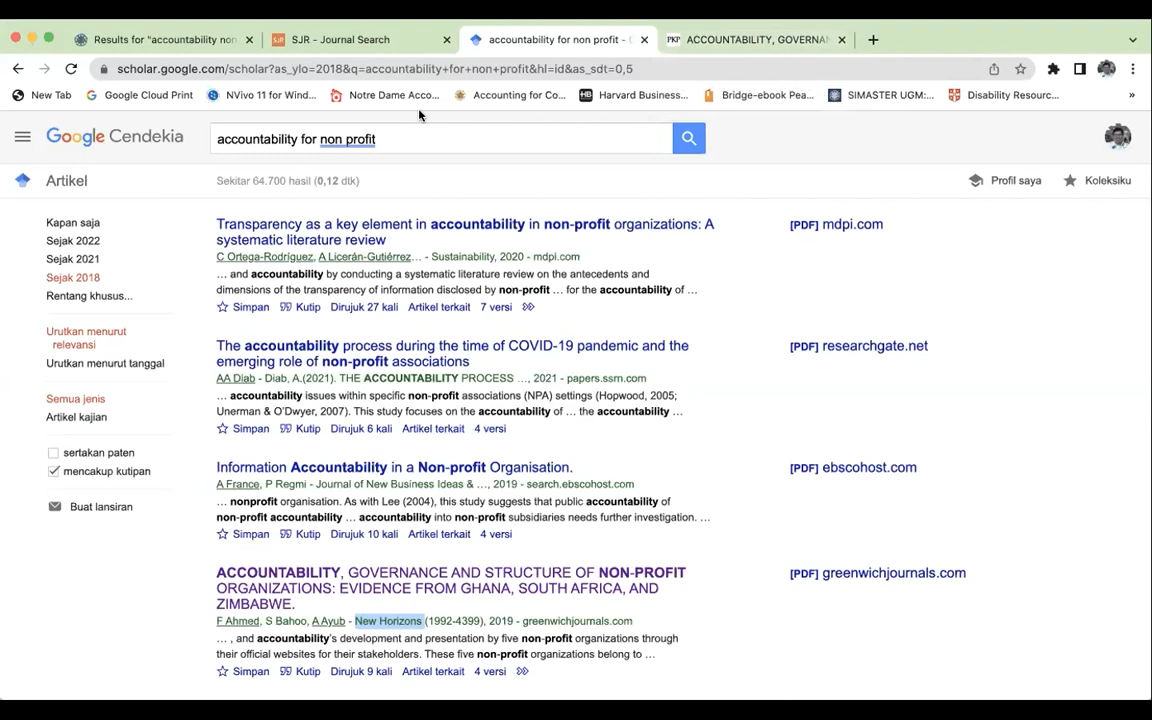 Results for "accountability non
SJR - Journal Search
accountability for non profit -
PKP ACCOUNTABILITY, GOVERNA
scholar.google.com/scholar?as_ylo=2018&q=accountability+for+non+profit&hl=id&as_sdt=0,5
New Tab
Google Cloud Print
NVivo 11 for Wind...
Notre Dame Acco...
Accounting for Co...
Harvard Business...
Bridge-ebook Pea...
SIMASTER UGM:...
Disability Resourc...
»
Google Cendekia
accountability for non profit
Artikel
Sekitar 64.700 hasil (0,12 dtk)
Profil saya
Koleksiku
Kapan saja
Sejak 2022
Sejak 2021
Sejak 2018
Rentang khusus...
Urutkan menurut
relevansi
Urutkan menurut tanggal
Semua jenis
Artikel kajian
sertakan paten
mencakup kutipan
Buat lansiran
Transparency as a key element in accountability in non-profit organizations: A
systematic literature review
C Ortega-Rodríguez, A Licerán-Gutiérrez... - Sustainability, 2020 - mdpi.com
... and accountability by conducting a systematic literature review on the antecedents and
dimensions of the transparency of information disclosed by non-profit ... for the accountability of ...
Simpan Kutip Dirujuk 27 kali Artikel terkait 7 versi
[PDF] mdpi.com
The accountability process during the time of COVID-19 pandemic and the
emerging role of non-profit associations
AA Diab - Diab, A.(2021). THE ACCOUNTABILITY PROCESS ..., 2021 - papers.ssrn.com
... accountability issues within specific non-profit associations (NPA) settings (Hopwood, 2005;
Unerman & O'Dwyer, 2007). This study focuses on the accountability of ... the accountability ...
Simpan Kutip Dirujuk 6 kali Artikel terkait 4 versi
[PDF] researchgate.net
Information Accountability in a Non-profit Organisation.
A France, P Regmi - Journal of New Business Ideas & ..., 2019 - search.ebscohost.com
... nonprofit organisation. As with Lee (2004), this study suggests that public accountability of
non-profit accountability ... accountability into non-profit subsidiaries needs further investigation. ...
Simpan Kutip Dirujuk 10 kali Artikel terkait 4 versi
[PDF] ebscohost.com
ACCOUNTABILITY, GOVERNANCE AND STRUCTURE OF NON-PROFIT
ORGANIZATIONS: EVIDENCE FROM GHANA, SOUTH AFRICA, AND
ZIMBABWE.
F Ahmed, S Bahoo, A Ayub - New Horizons (1992-4399), 2019 - greenwichjournals.com
... , and accountability's development and presentation by five non-profit organizations through
their official websites for their stakeholders. These five non-profit organizations belong to ...
Simpan Kutip Dirujuk 9 kali Artikel terkait 4 versi
[PDF] greenwichjournals.com